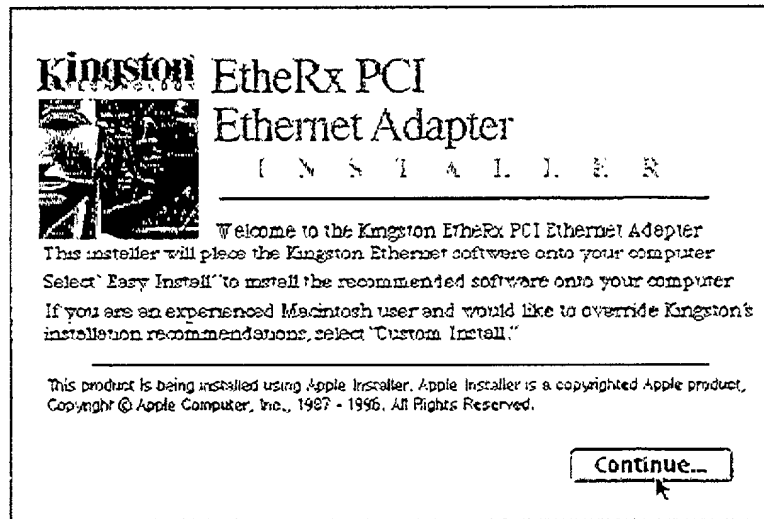 Kingston
TECHNOLOGY
EtheRx PCI
Ethernet Adapter
INSTALLER
Welcome to the Kingston EtheRx PCI Ethernet Adapter
This installer will place the Kingston Ethernet software onto your computer
Select "Easy Install" to install the recommended software onto your computer
If you are an experienced Macintosh user and would like to override Kingston's
installation recommendations, select "Custom Install."
This product is being installed using Apple Installer. Apple Installer is a copyrighted Apple product,
Copyright © Apple Computer, Inc., 1987 - 1996. All Rights Reserved.
Continue...